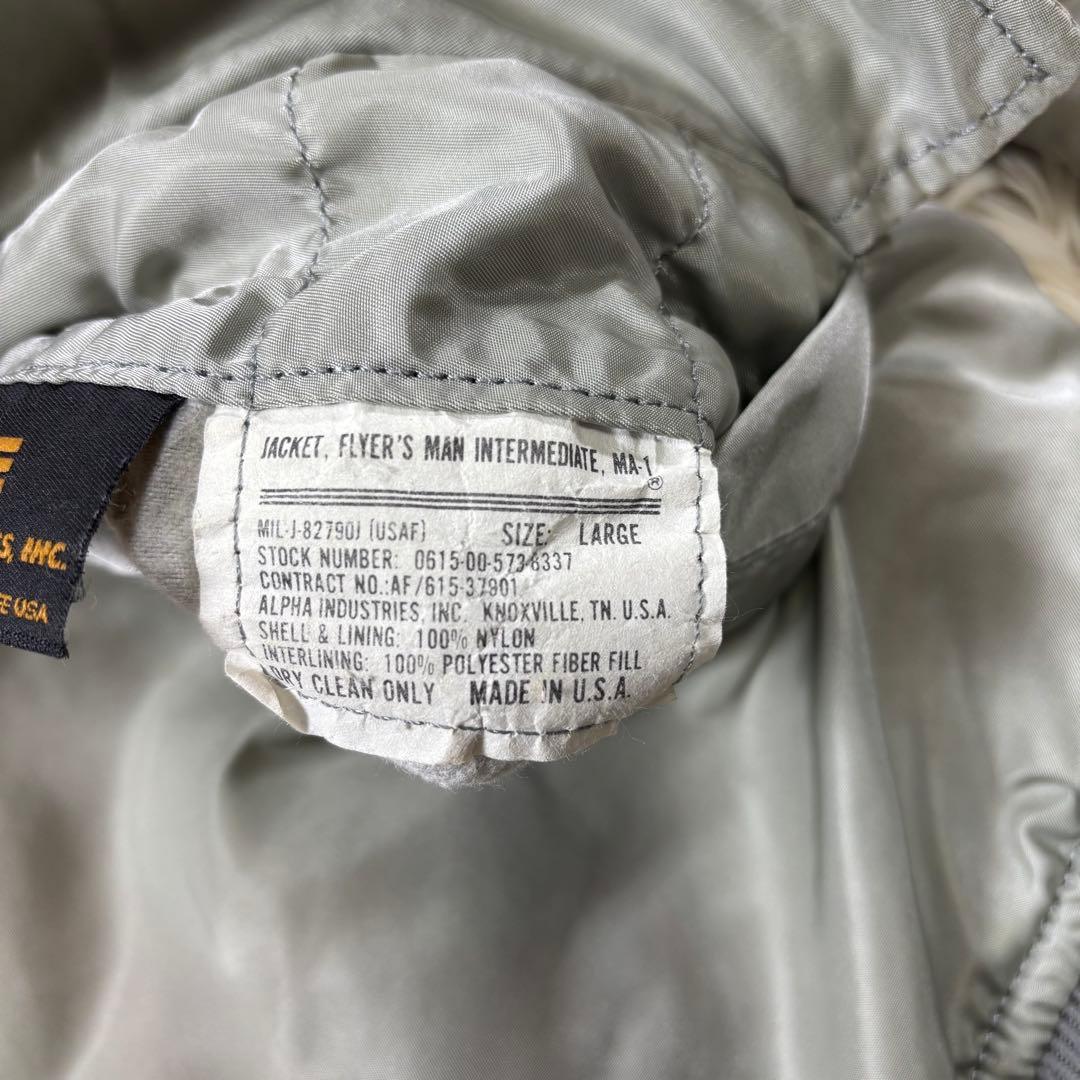 JACKET, FLYER'S MAN INTERMEDIATE, MA-1®
MIL-J-82790J (USAF) SIZE: LARGE
STOCK NUMBER: 0615-00-573-8337
CONTRACT NO.:AF/615-37801
ALPHA INDUSTRIES, INC. KNOXVILLE, TN. U.S.A.
SHELL & LINING: 100% NYLON
INTERLINING: 100% POLYESTER FIBER FILL
DRY CLEAN ONLY MADE IN U.S.A.
INC.
USA